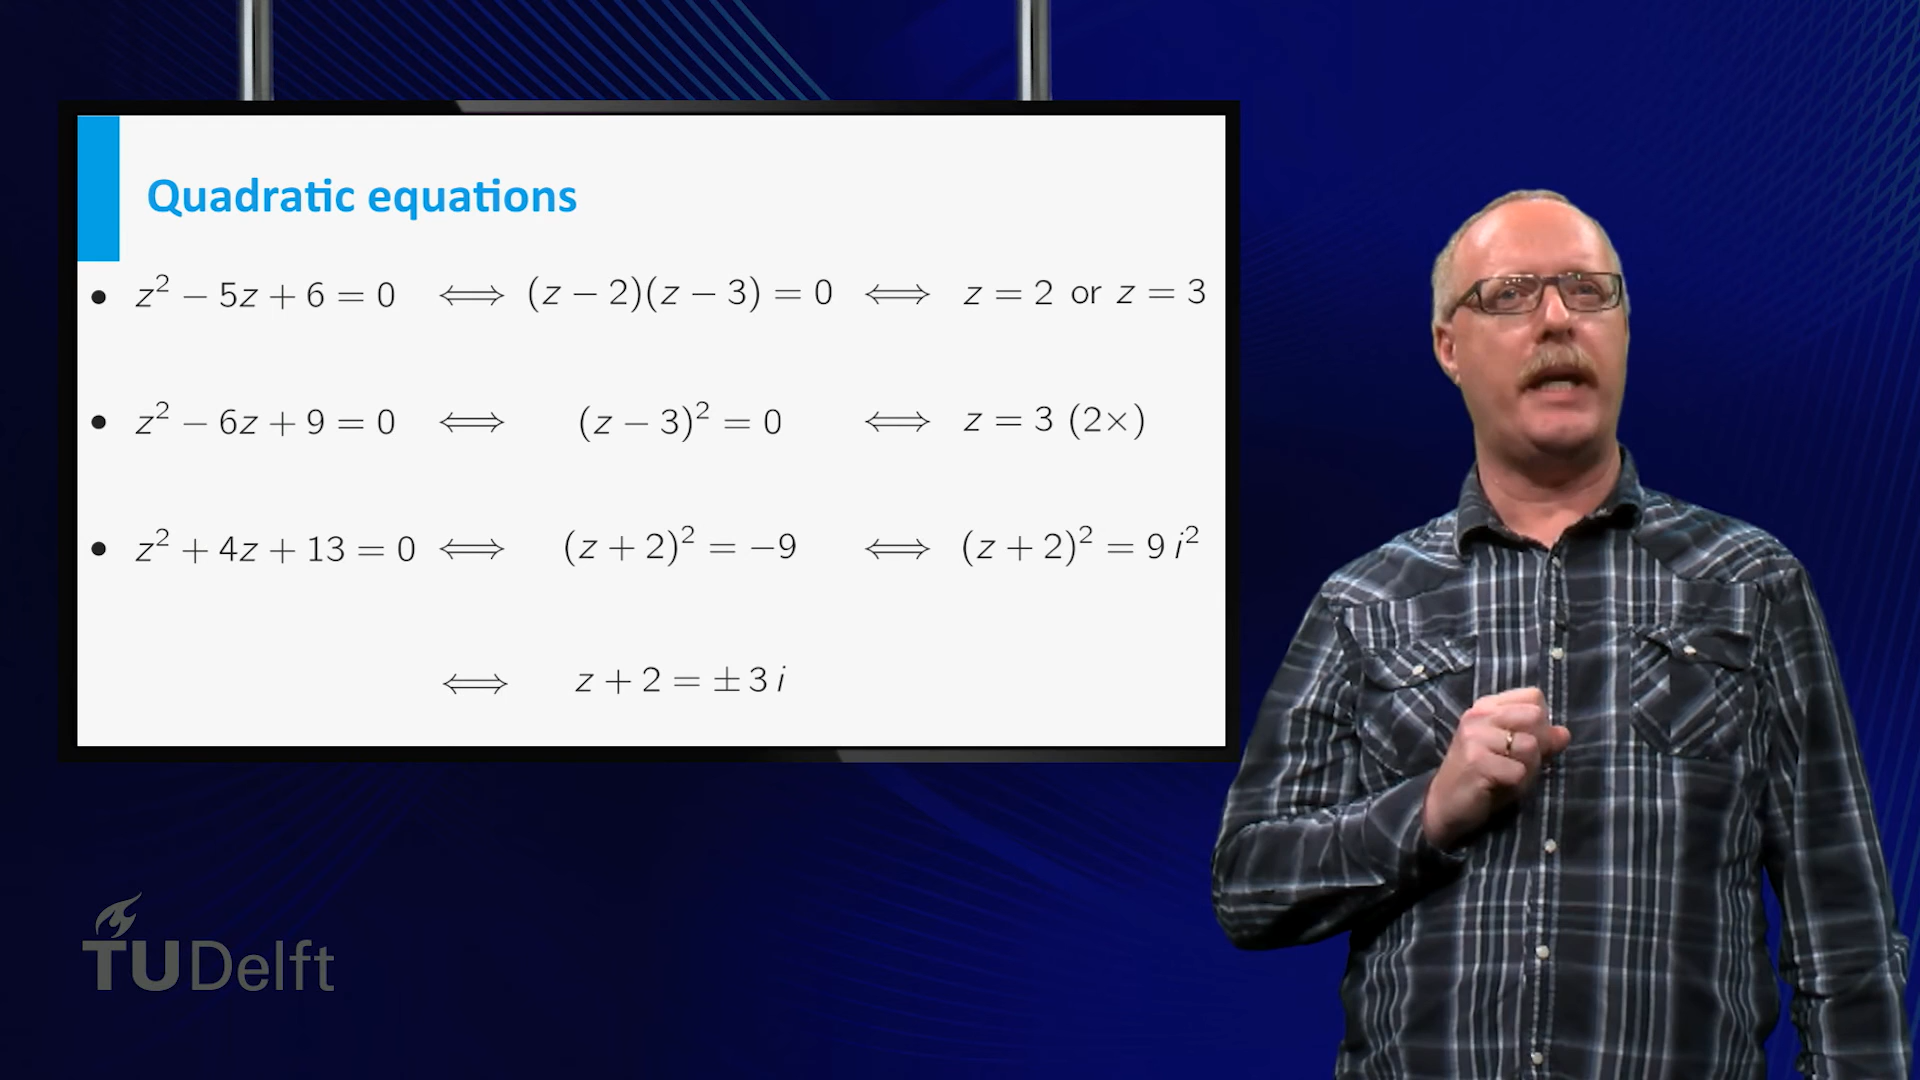 Quadratic equations
• z² − 5z + 6 = 0 ⟺ (z − 2)(z − 3) = 0 ⟺ z = 2 or z = 3
• z² − 6z + 9 = 0 ⟺ (z − 3)² = 0 ⟺ z = 3 (2×)
• z² + 4z + 13 = 0 ⟺ (z + 2)² = −9 ⟺ (z + 2)² = 9 i²
⟺ z + 2 = ± 3 i
TU Delft